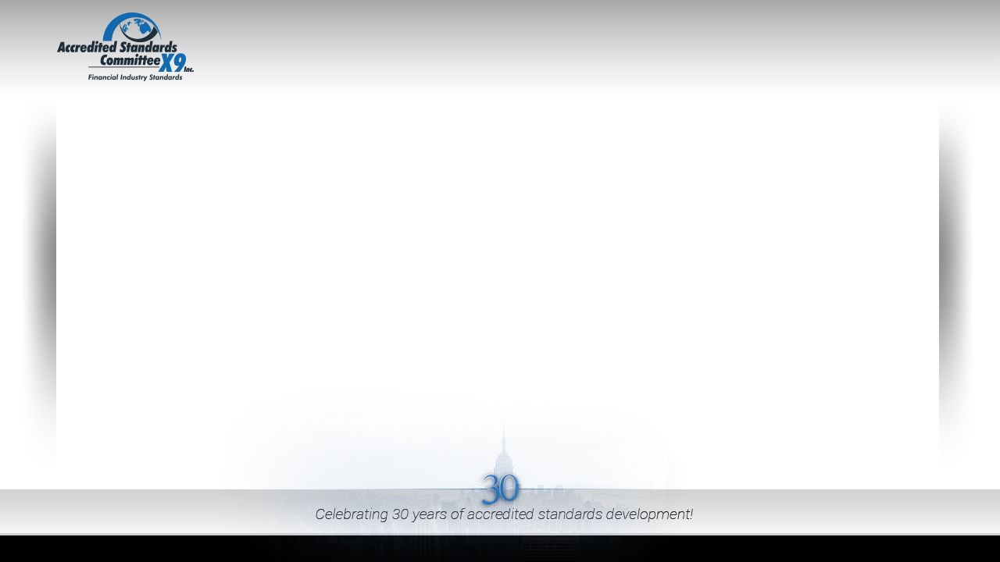 Accredited Standards
Committee X9 Inc.
Financial Industry Standards
30
Celebrating 30 years of accredited standards development!